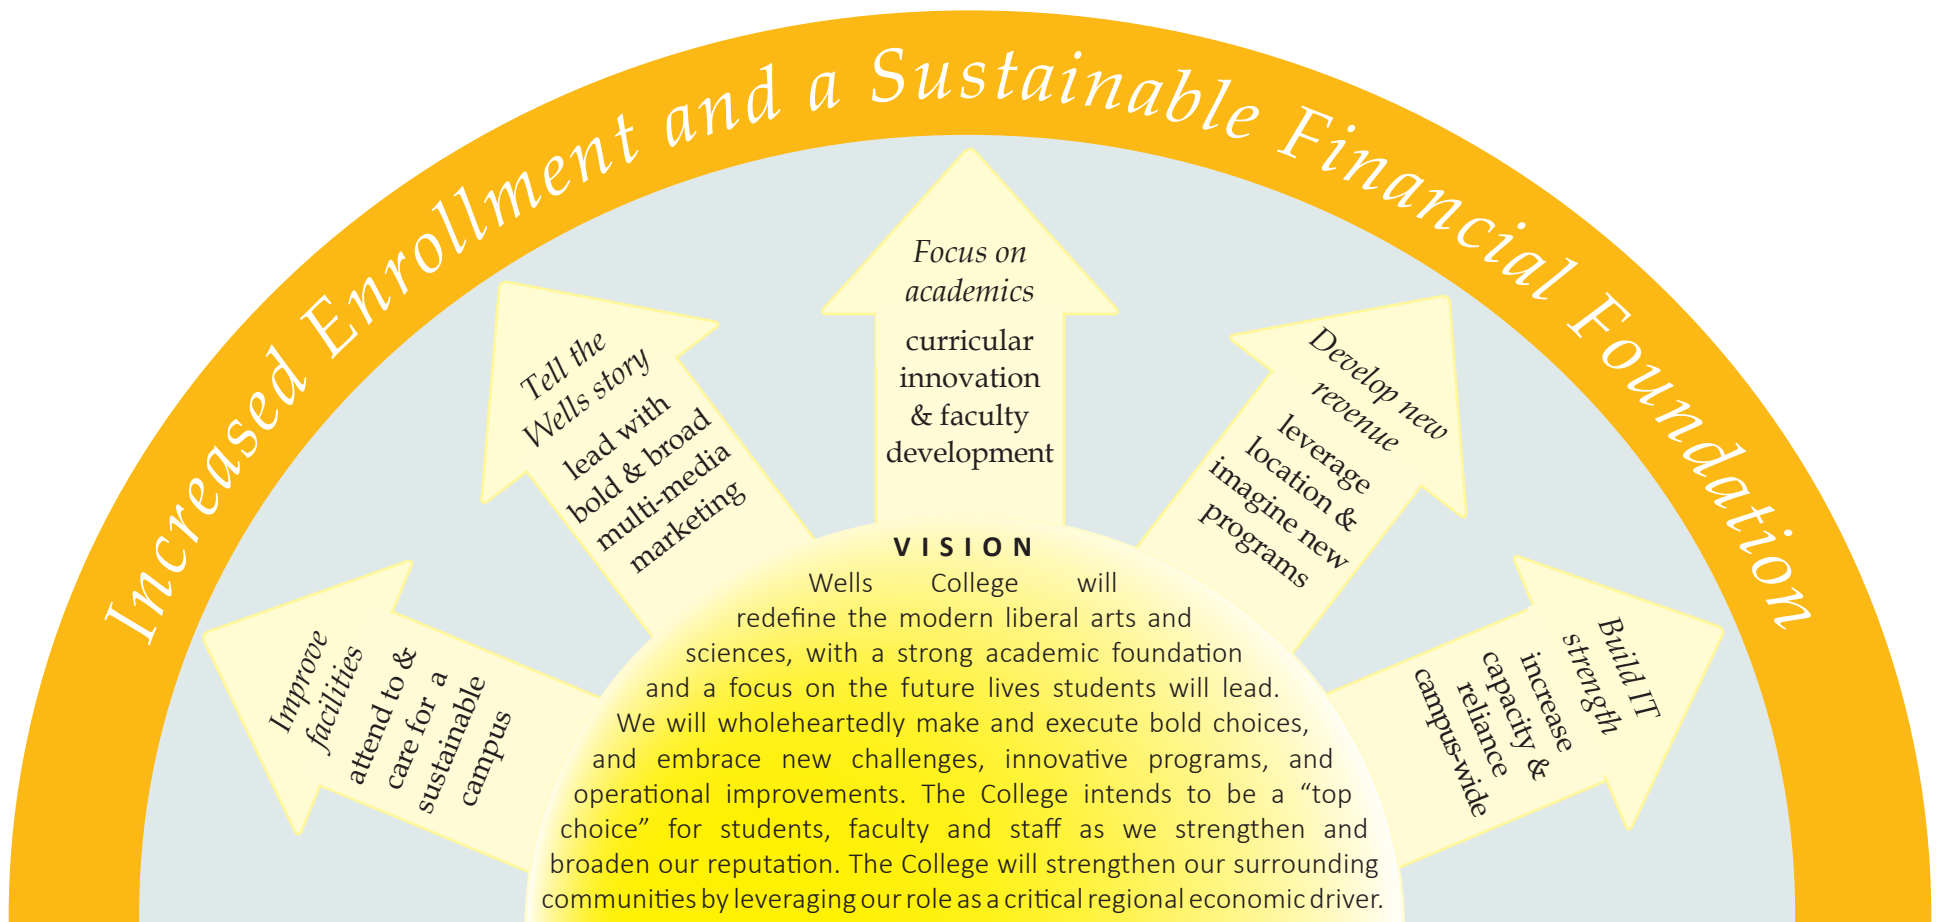 Increased Enrollment and a Sustainable Financial Foundation
Improve
facilities
attend to &
care for a
sustainable
campus
Tell the
Wells story
lead with
bold & broad
multi-media
marketing
Focus on
academics
curricular
innovation
& faculty
development
Develop new
revenue
leverage
location &
imagine new
programs
Build IT
strength
increase
capacity &
reliance
campus-wide
VISION
Wells College will
redefine the modern liberal arts and
sciences, with a strong academic foundation
and a focus on the future lives students will lead.
We will wholeheartedly make and execute bold choices,
and embrace new challenges, innovative programs, and
operational improvements. The College intends to be a “top
choice” for students, faculty and staff as we strengthen and
broaden our reputation. The College will strengthen our surrounding
communities by leveraging our role as a critical regional economic driver.